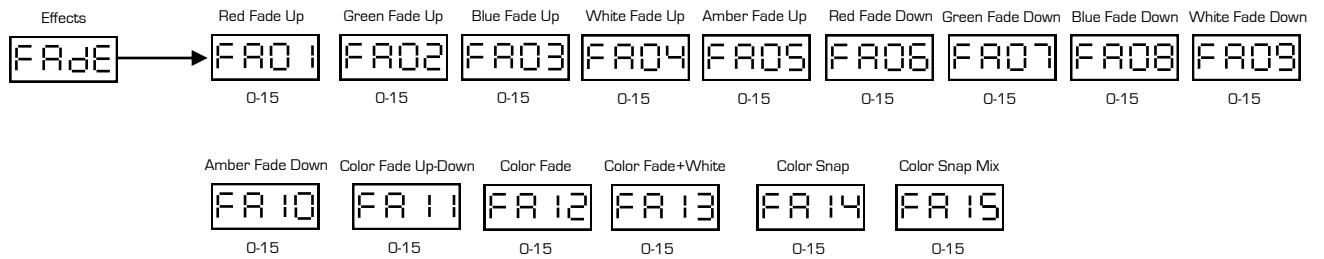 Effects Red Fade Up Green Fade Up Blue Fade Up White Fade Up Amber Fade Up Red Fade Down Green Fade Down Blue Fade Down White Fade Down
FAdE FA01 FA02 FA03 FA04 FA05 FA06 FA07 FA08 FA09
0-15 0-15 0-15 0-15 0-15 0-15 0-15 0-15 0-15
Amber Fade Down Color Fade Up-Down Color Fade Color Fade+White Color Snap Color Snap Mix
FA10 FA11 FA12 FA13 FA14 FA15
0-15 0-15 0-15 0-15 0-15 0-15